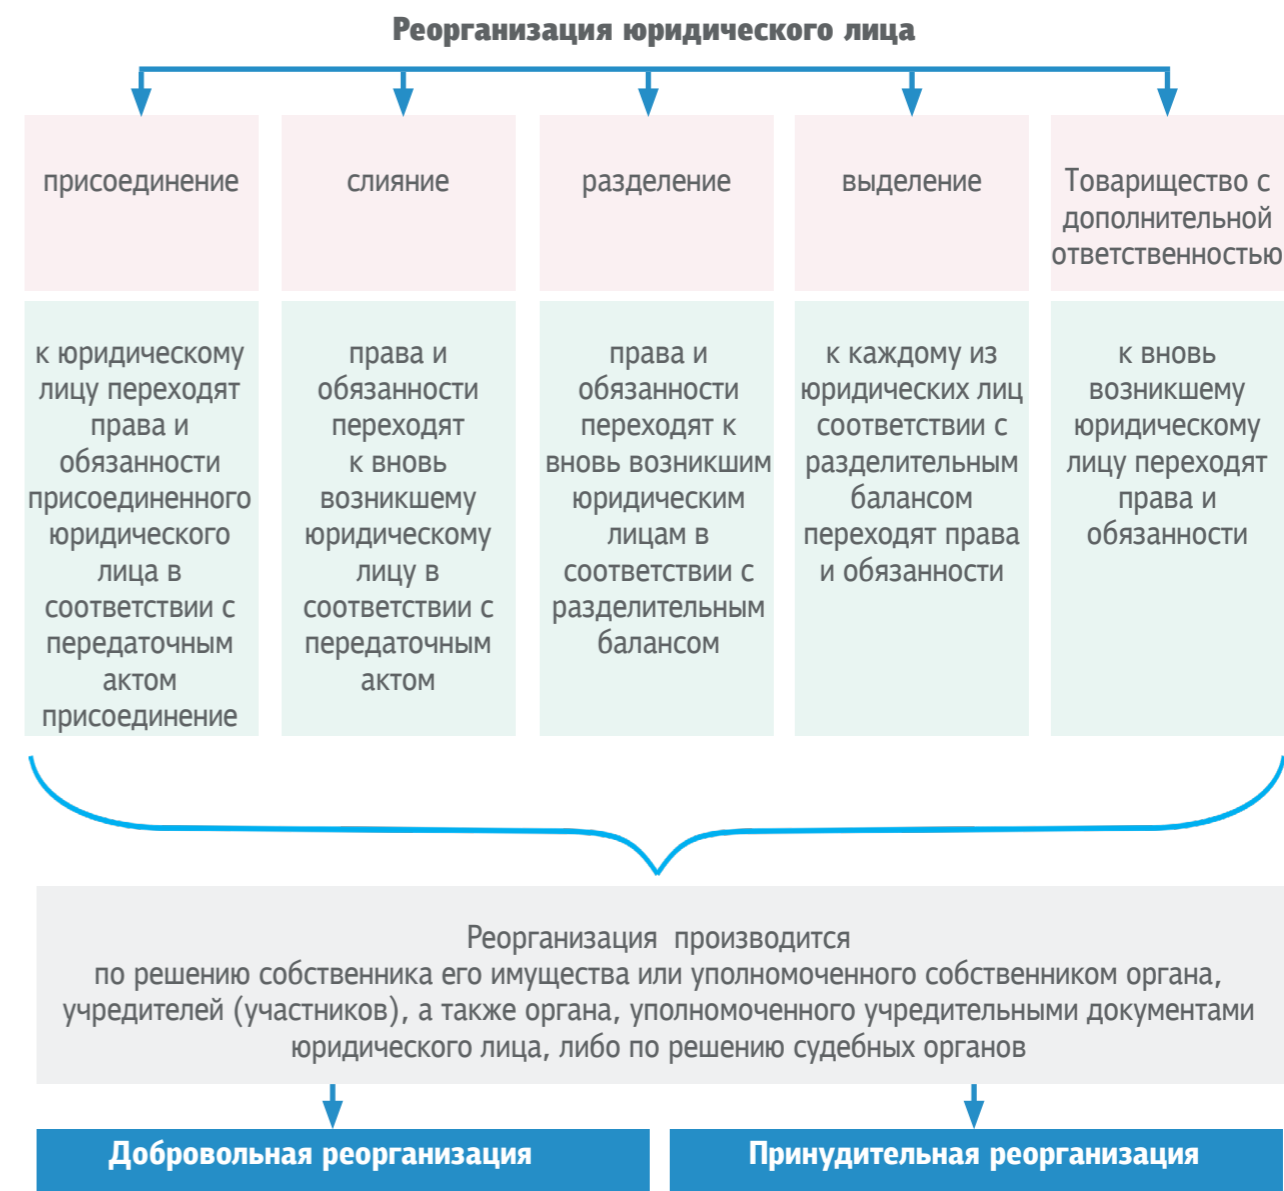 Реорганизация юридического лица
присоединение
слияние
разделение
выделение
Товарищество с
дополнительной
ответственностью
к юридическому
лицу переходят
права и
обязанности
присоединенного
юридического
лица в
соответствии с
передаточным
актом
присоединение
права и
обязанности
переходят
к вновь
возникшему
юридическому
лицу в
соответствии с
передаточным
актом
права и
обязанности
переходят к
вновь возникшим
юридическим
лицам в
соответствии с
разделительным
балансом
к каждому из
юридических лиц
соответствии с
разделительным
балансом
переходят права
и обязанности
к вновь
возникшему
юридическому
лицу переходят
права и
обязанности
Реорганизация производится
по решению собственника его имущества или уполномоченного собственником органа,
учредителей (участников), а также органа, уполномоченного учредительными документами
юридического лица, либо по решению судебных органов
Добровольная реорганизация
Принудительная реорганизация